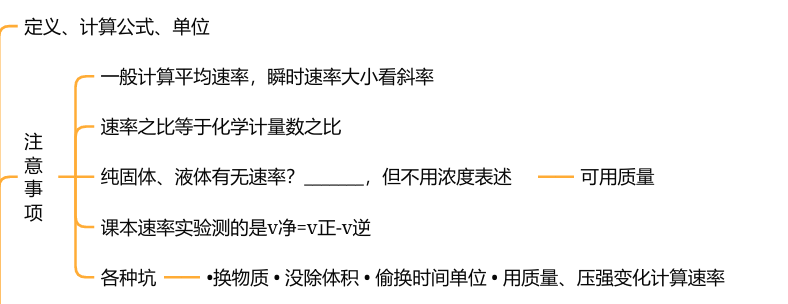 定义、计算公式、单位
一般计算平均速率，瞬时速率大小看斜率
速率之比等于化学计量数之比
注意事项
纯固体、液体有无速率？______，但不用浓度表述
可用质量
课本速率实验测的是v净=v正-v逆
各种坑
•换物质 • 没除体积 • 偷换时间单位 • 用质量、压强变化计算速率